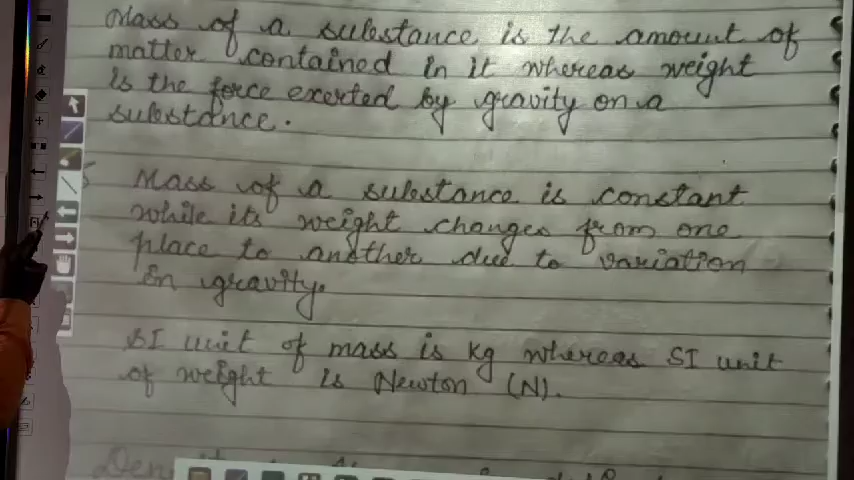 Mass of a substance is the amount of
matter contained in it whereas weight
is the force exerted by gravity on a
substance.
Mass of a substance is constant
while its weight changes from one
place to another due to variation
in gravity.
SI unit of mass is kg whereas SI unit
of weight is Newton (N).